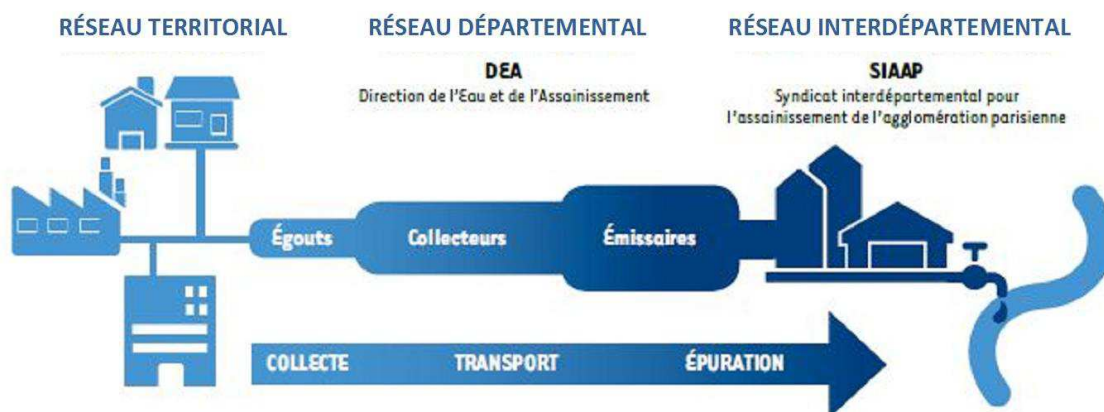 RÉSEAU TERRITORIAL
RÉSEAU DÉPARTEMENTAL
RÉSEAU INTERDÉPARTEMENTAL
DEA
Direction de l'Eau et de l'Assainissement
SIAAP
Syndicat interdépartemental pour
l'assainissement de l'agglomération parisienne
Égouts
Collecteurs
Émissaires
COLLECTE
TRANSPORT
ÉPURATION